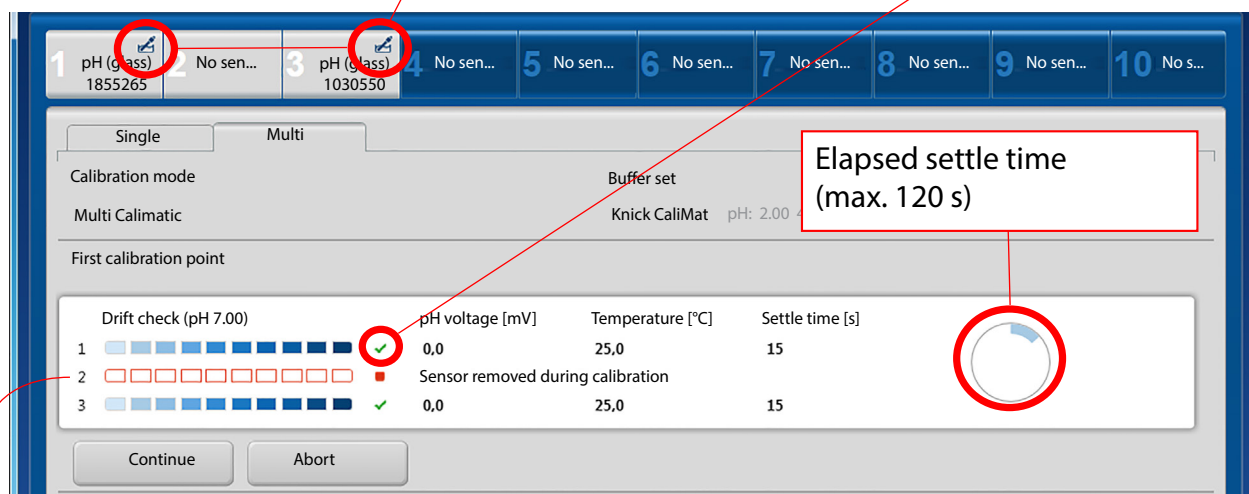 1 pH (glass) 1855265
2 No sen...
3 pH (glass) 1030550
4 No sen...
5 No sen...
6 No sen...
7 No sen...
8 No sen...
9 No sen...
10 No s...
Single Multi
Calibration mode Buffer set
Elapsed settle time
(max. 120 s)
Multi Calimatic Knick CaliMat pH: 2.00
First calibration point
Drift check (pH 7.00) pH voltage [mV] Temperature [°C] Settle time [s]
1 0,0 25,0 15
2 Sensor removed during calibration
3 0,0 25,0 15
Continue Abort